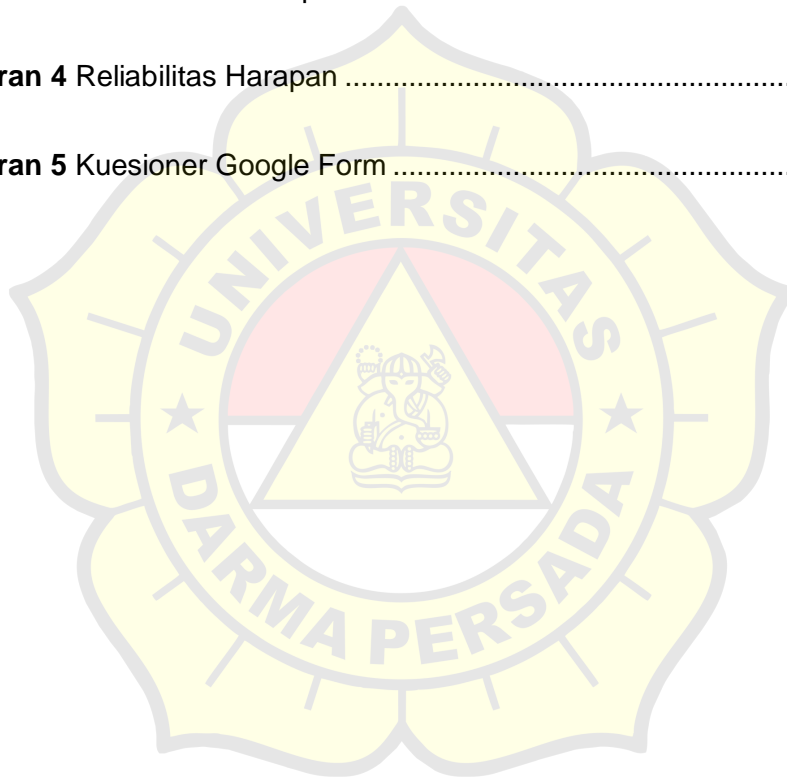 ran 4 Reliabilitas Harapan ........................................................
ran 5 Kuesioner Google Form ..................................................
UNIVERSITAS
DARMA PERSADA